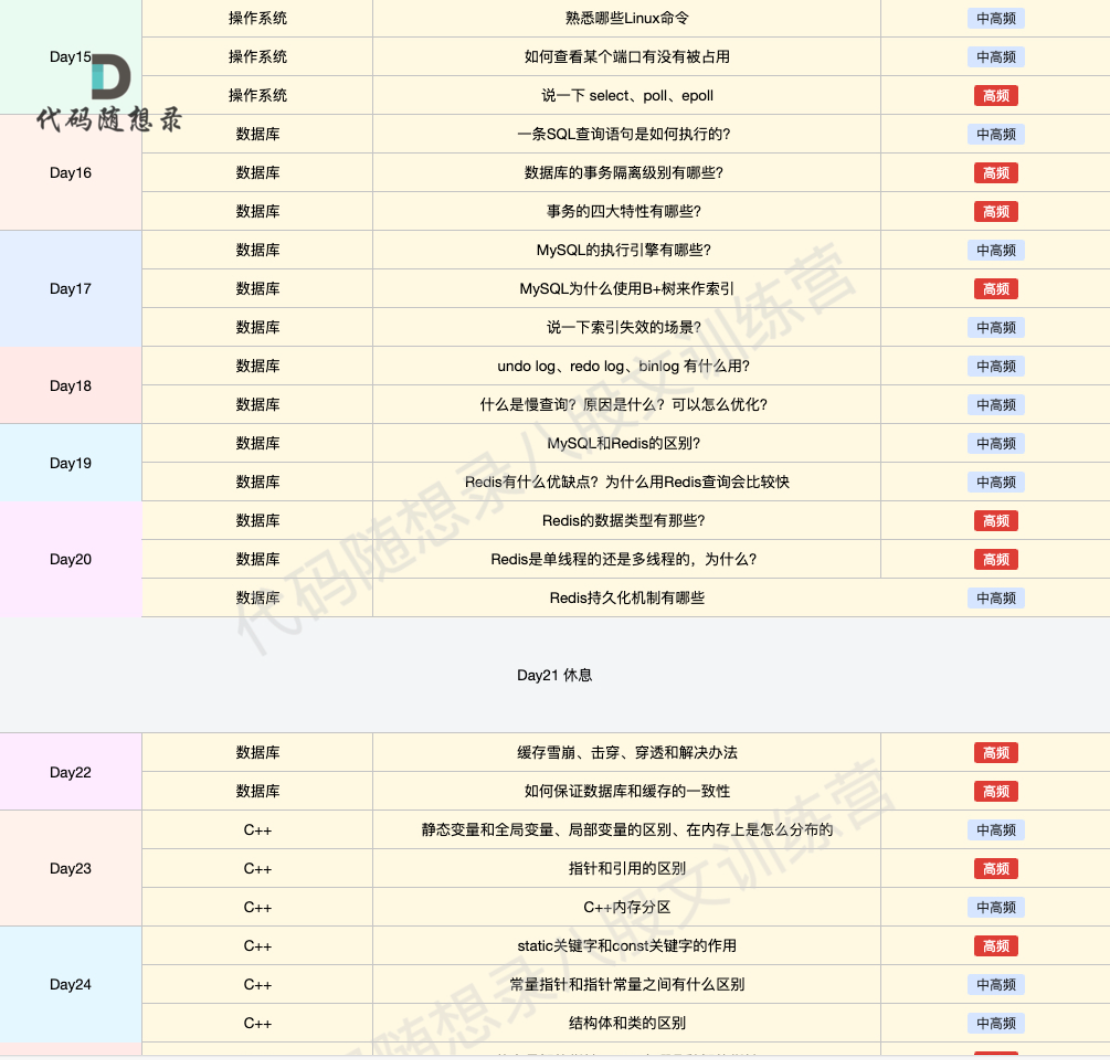 操作系统 熟悉哪些Linux命令 中高频
Day15 操作系统 如何查看某个端口有没有被占用 中高频
操作系统 说一下 select、poll、epoll 高频
代码随想录
数据库 一条SQL查询语句是如何执行的? 中高频
Day16 数据库 数据库的事务隔离级别有哪些? 高频
数据库 事务的四大特性有哪些? 高频
数据库 MySQL的执行引擎有哪些? 中高频
Day17 数据库 MySQL为什么使用B+树来作索引 高频
数据库 说一下索引失效的场景? 中高频
数据库 undo log、redo log、binlog 有什么用? 中高频
Day18
数据库 什么是慢查询? 原因是什么? 可以怎么优化? 中高频
数据库 MySQL和Redis的区别? 中高频
Day19
数据库 Redis有什么优缺点? 为什么用Redis查询会比较快 中高频
数据库 Redis的数据类型有那些? 高频
Day20 数据库 Redis是单线程的还是多线程的，为什么? 高频
数据库 Redis持久化机制有哪些 中高频
代码随想录八股文训练营
Day21 休息
数据库 缓存雪崩、击穿、穿透和解决办法 高频
Day22
数据库 如何保证数据库和缓存的一致性 高频
C++ 静态变量和全局变量、局部变量的区别、在内存上是怎么分布的 中高频
Day23 C++ 指针和引用的区别 高频
C++ C++内存分区 中高频
C++ static关键字和const关键字的作用 高频
Day24 C++ 常量指针和指针常量之间有什么区别 中高频
C++ 结构体和类的区别 中高频
随想录八股文训练营